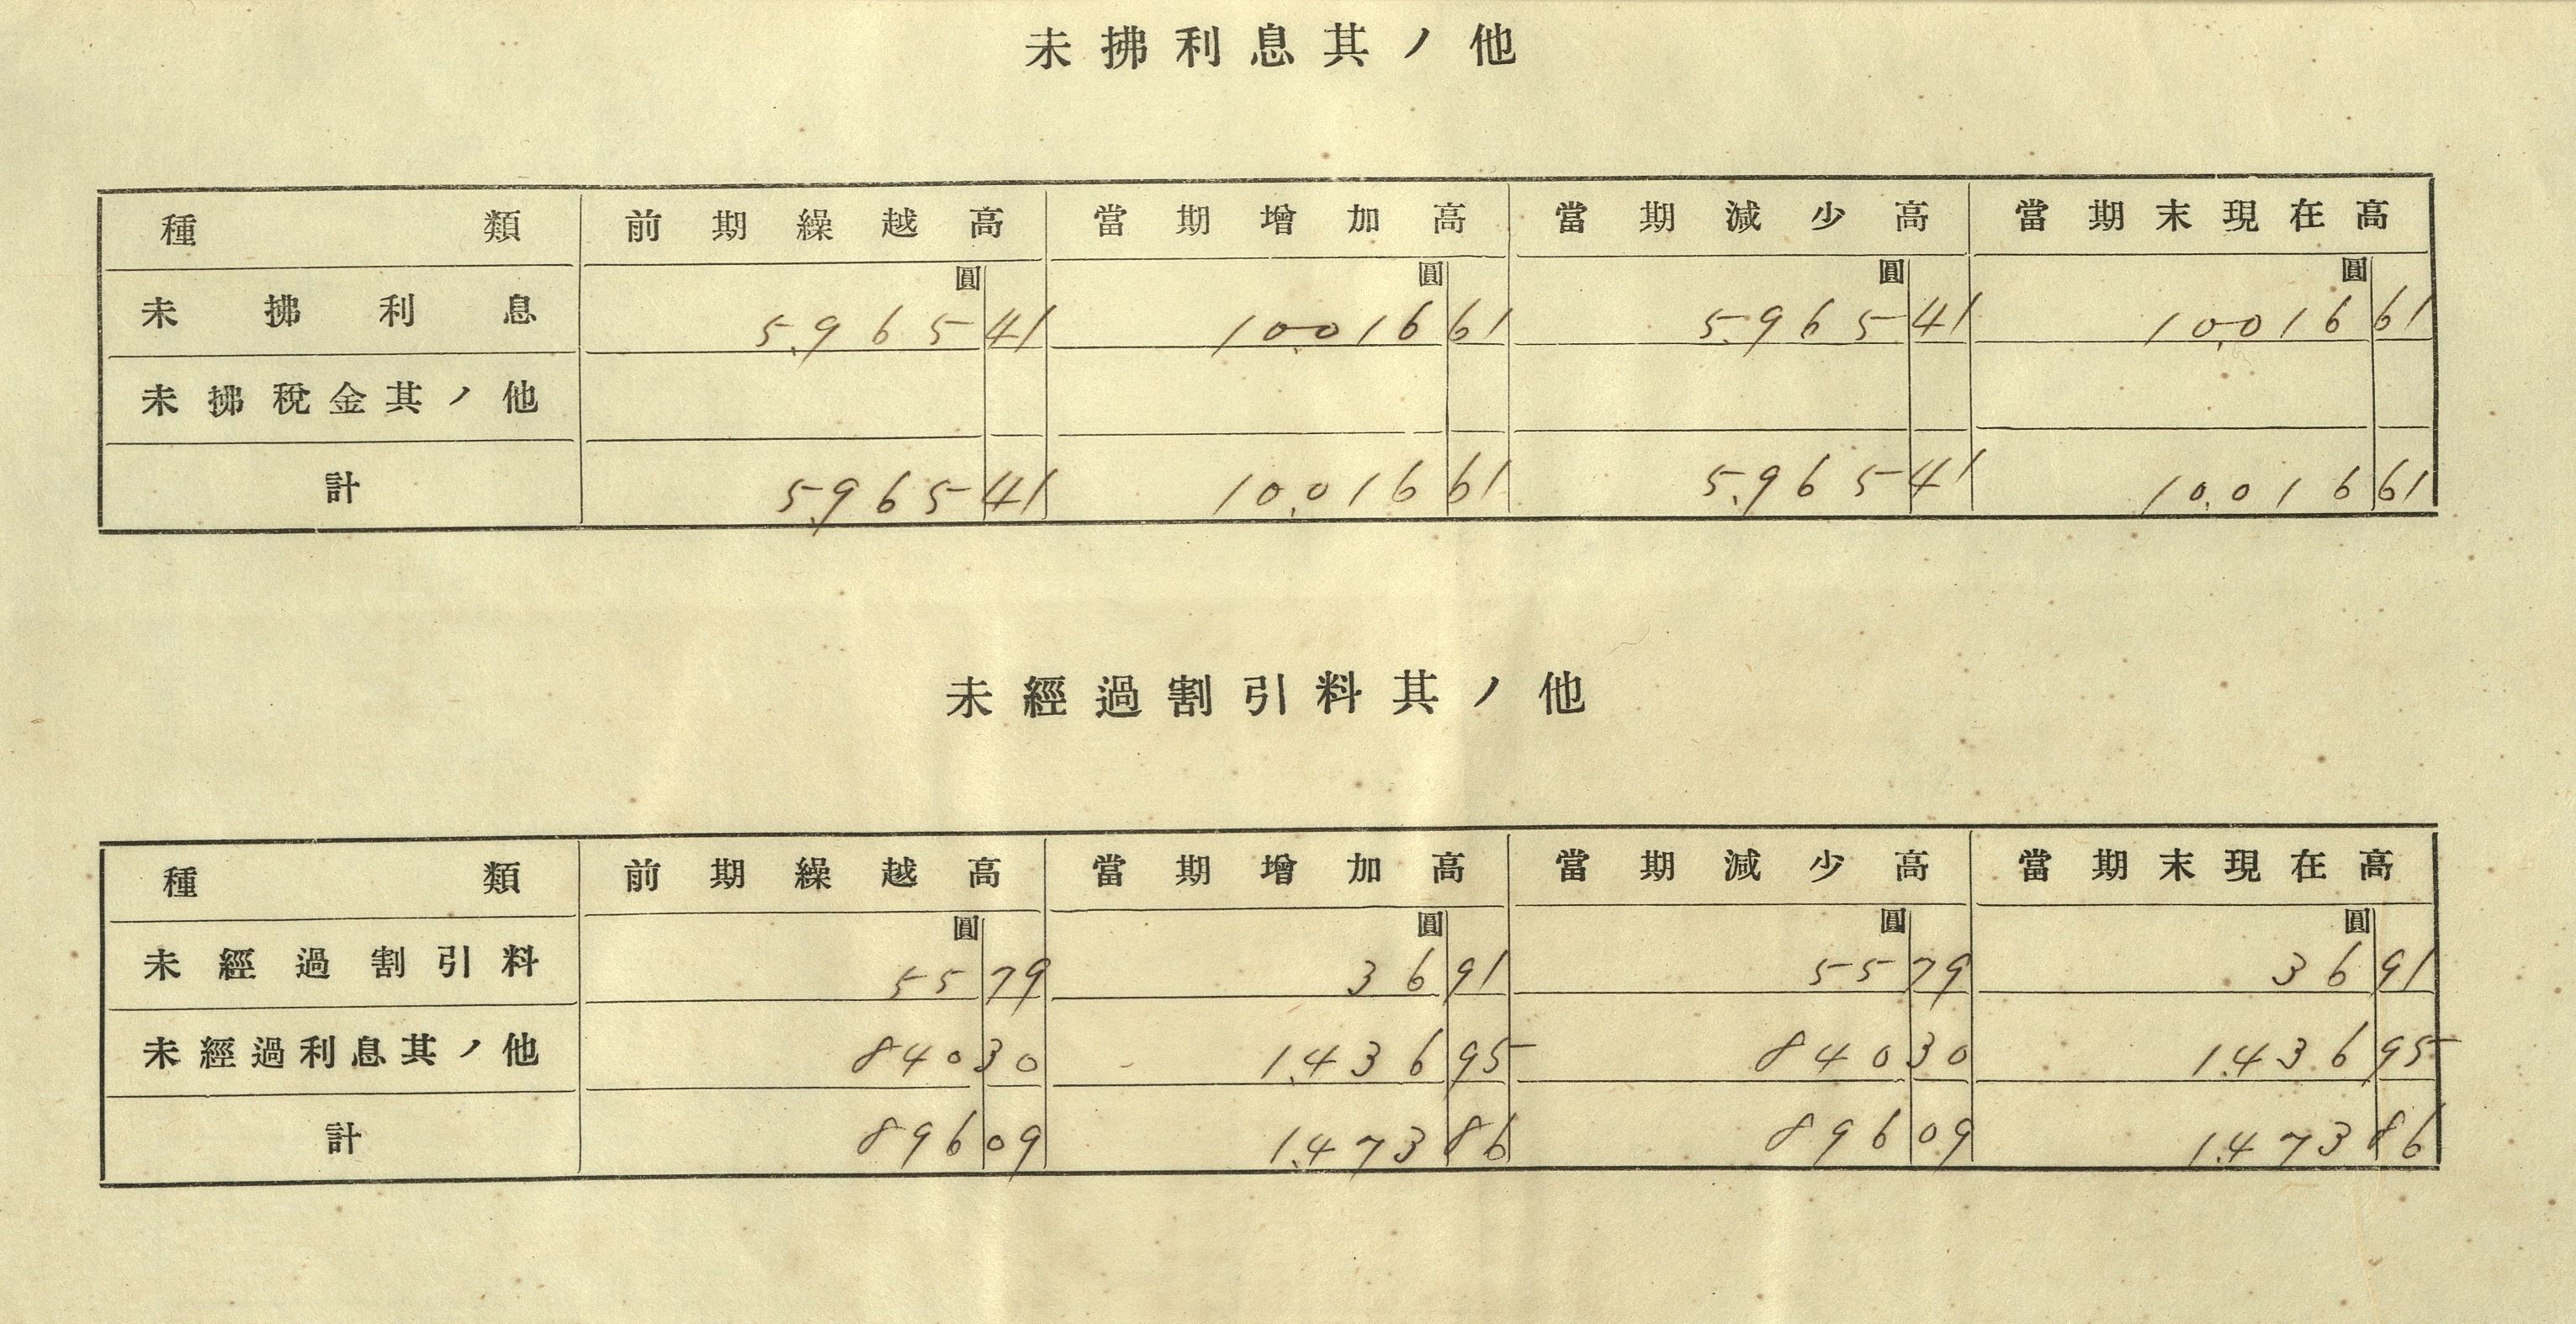 未拂利息其ノ他
種類 前期繰越高 當期增加高 當期減少高 當期末現在高
圓 圓 圓 圓
未拂利息 5,965 41 10,016 61 5,965 41 10,016 61
未拂稅金其ノ他
計 5,965 41 10,016 61 5,965 41 10,016 61
未經過割引料其ノ他
種類 前期繰越高 當期增加高 當期減少高 當期末現在高
圓 圓 圓 圓
未經過割引料 55 79 36 91 55 79 36 91
未經過利息其ノ他 840 30 1,436 95 840 30 1,436 95
計 896 09 1,473 86 896 09 1,473 86